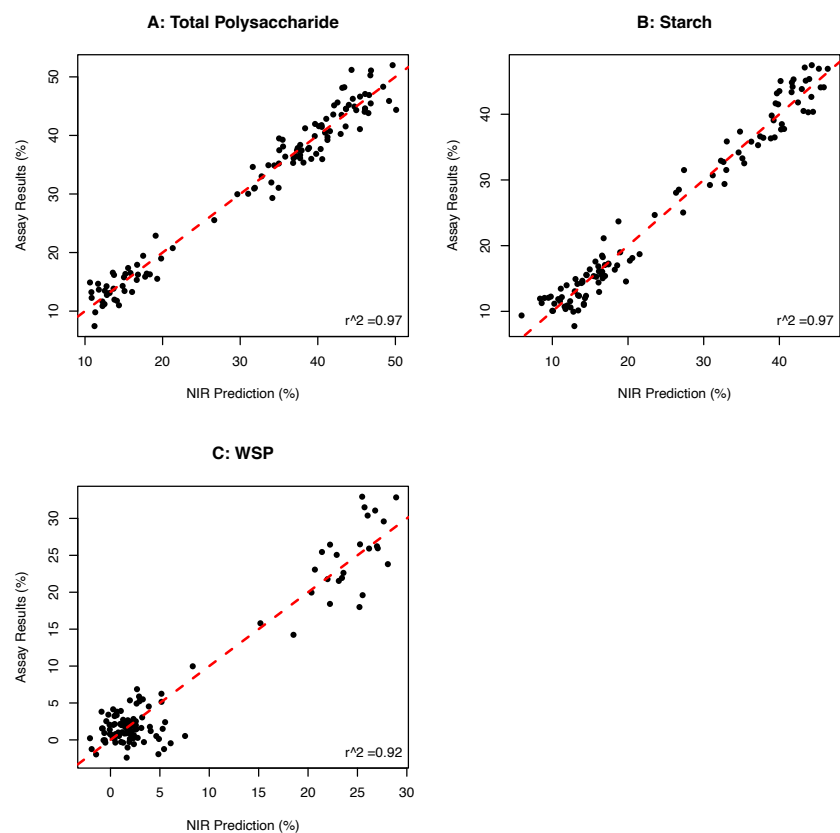 A: Total Polysaccharide
50
40
30
20
10
Assay Results (%)
r^2 =0.97
10 20 30 40 50
NIR Prediction (%)
B: Starch
40
30
20
10
Assay Results (%)
r^2 =0.97
10 20 30 40
NIR Prediction (%)
C: WSP
30
25
20
15
10
5
0
Assay Results (%)
r^2 =0.92
0 5 10 15 20 25 30
NIR Prediction (%)